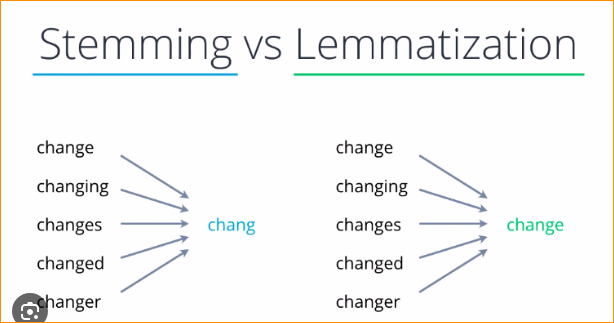 Stemming vs Lemmatization
change
changing
changes
changed
changer
chang
change
changing
changes
changed
changer
change